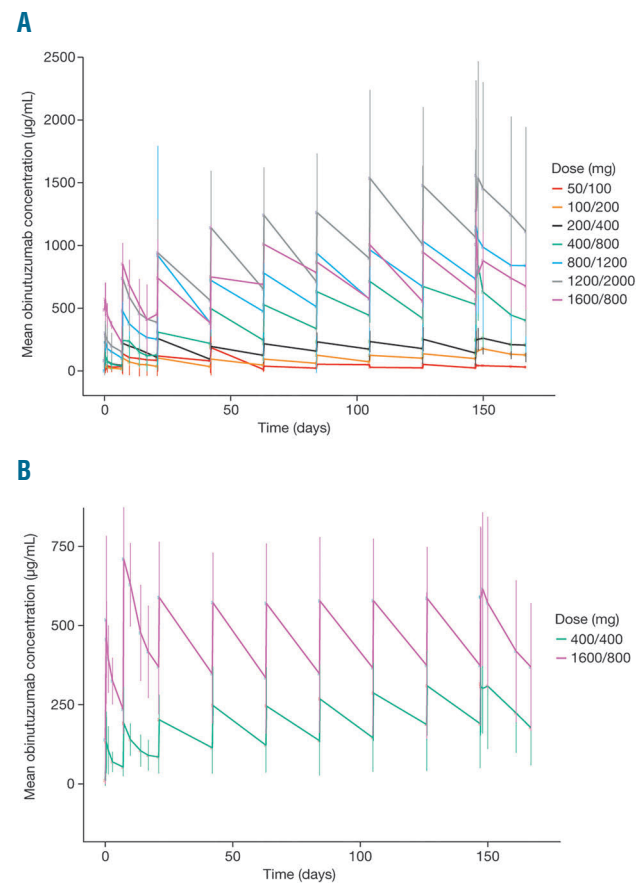 A
Mean obinutuzumab concentration (µg/mL)
2500
2000
1500
1000
500
0
0 50 100 150
Time (days)
Dose (mg)
50/100
100/200
200/400
400/800
800/1200
1200/2000
1600/800
B
Mean obinutuzumab concentration (µg/mL)
750
500
250
0
0 50 100 150
Time (days)
Dose (mg)
400/400
1600/800